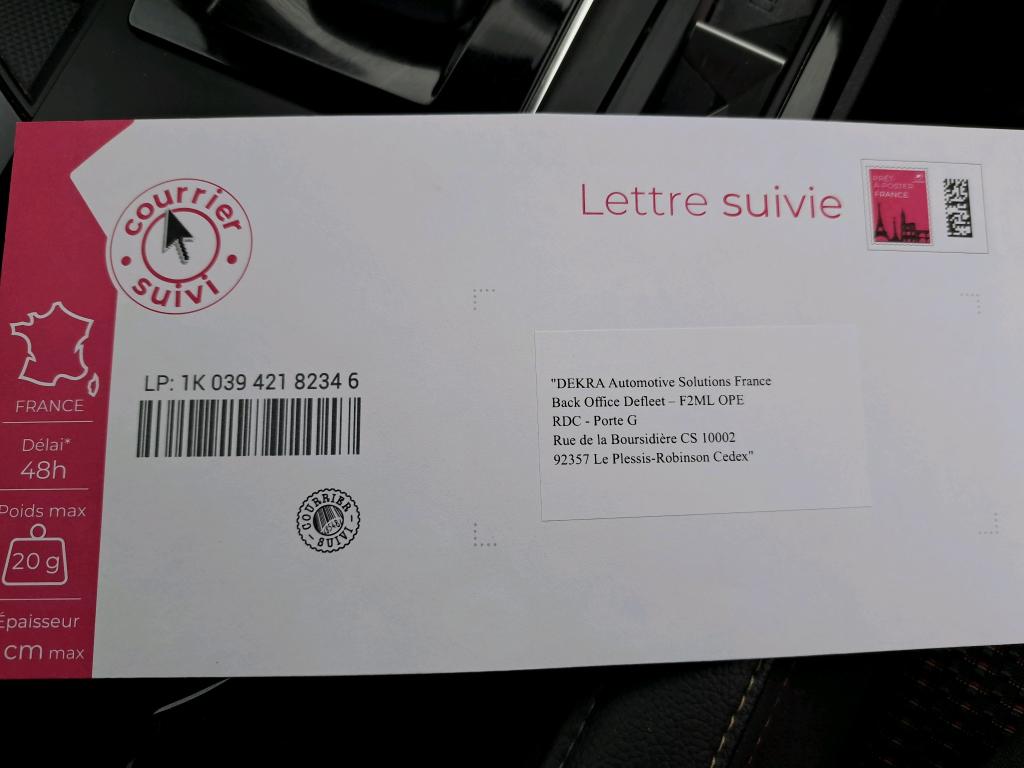 courrier
suivi
Lettre suivie
PRÊT-
À-POSTER
FRANCE
FRANCE
Délai*
48h
Poids max
20 g
Épaisseur
cm max
LP: 1K 039 421 8234 6
COURRIER
SUIVI
"DEKRA Automotive Solutions France
Back Office Defleet – F2ML OPE
RDC - Porte G
Rue de la Boursidière CS 10002
92357 Le Plessis-Robinson Cedex"